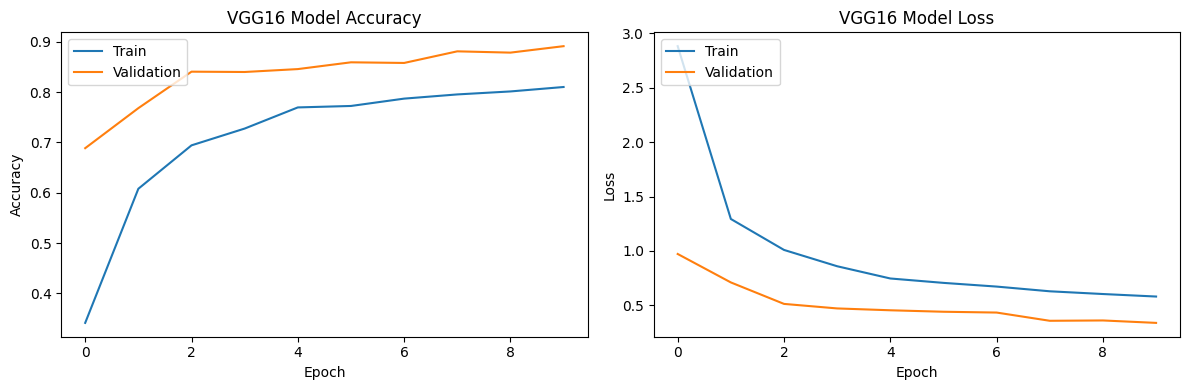 VGG16 Model Accuracy
Train
Validation
Accuracy
0.9
0.8
0.7
0.6
0.5
0.4
0 2 4 6 8
Epoch
VGG16 Model Loss
Train
Validation
Loss
3.0
2.5
2.0
1.5
1.0
0.5
0 2 4 6 8
Epoch